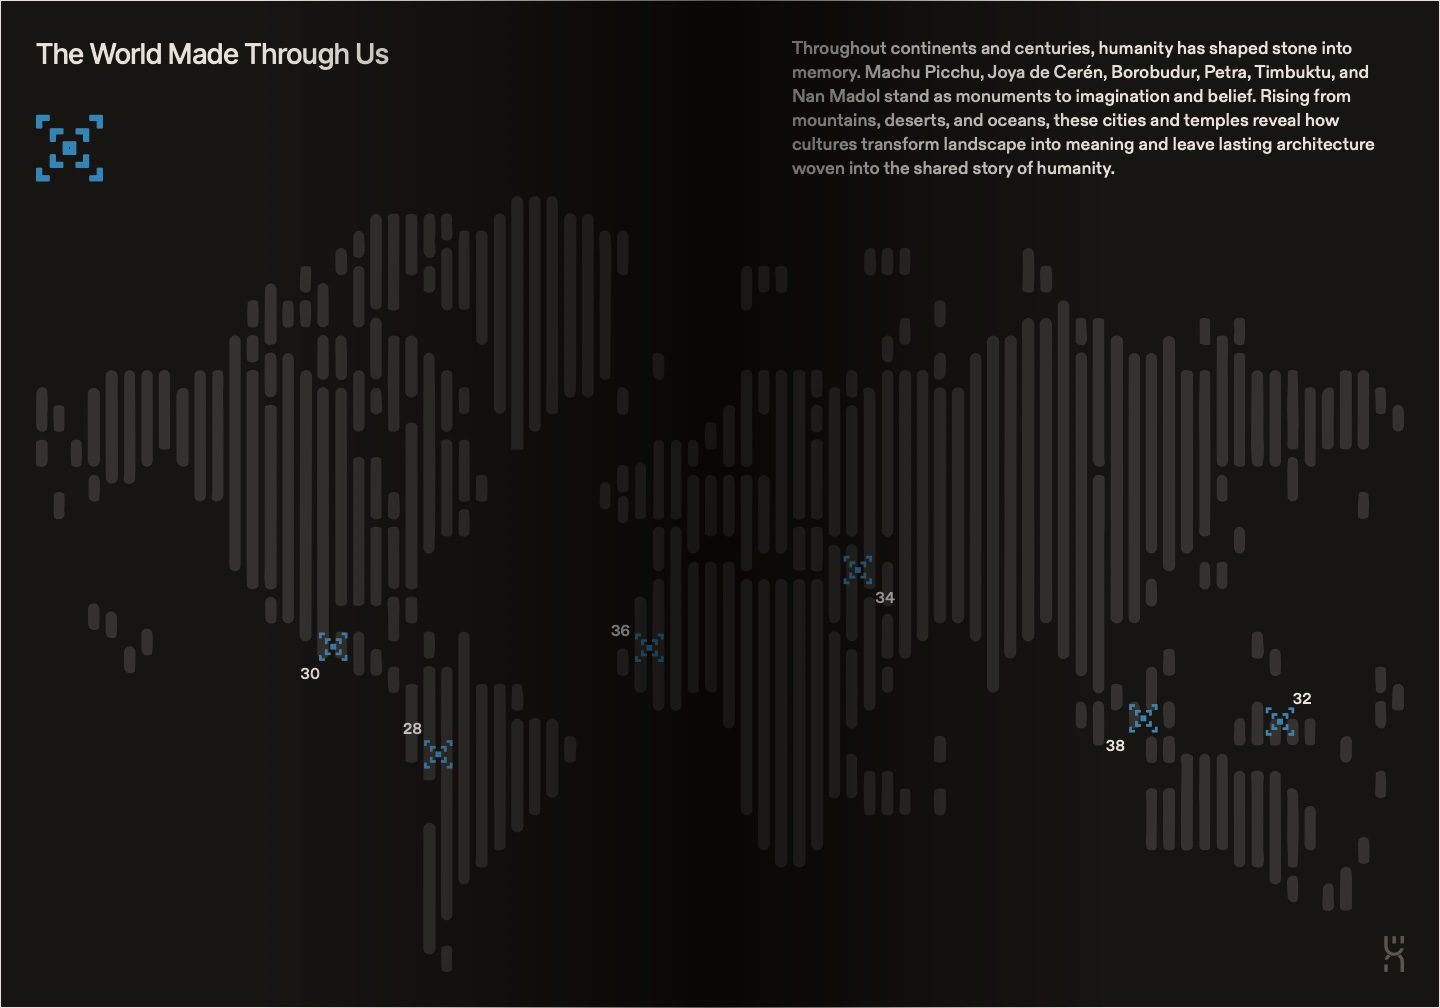 The World Made Through Us
Throughout continents and centuries, humanity has shaped stone into
memory. Machu Picchu, Joya de Cerén, Borobudur, Petra, Timbuktu, and
Nan Madol stand as monuments to imagination and belief. Rising from
mountains, deserts, and oceans, these cities and temples reveal how
cultures transform landscape into meaning and leave lasting architecture
woven into the shared story of humanity.
34
36
30
32
28
38